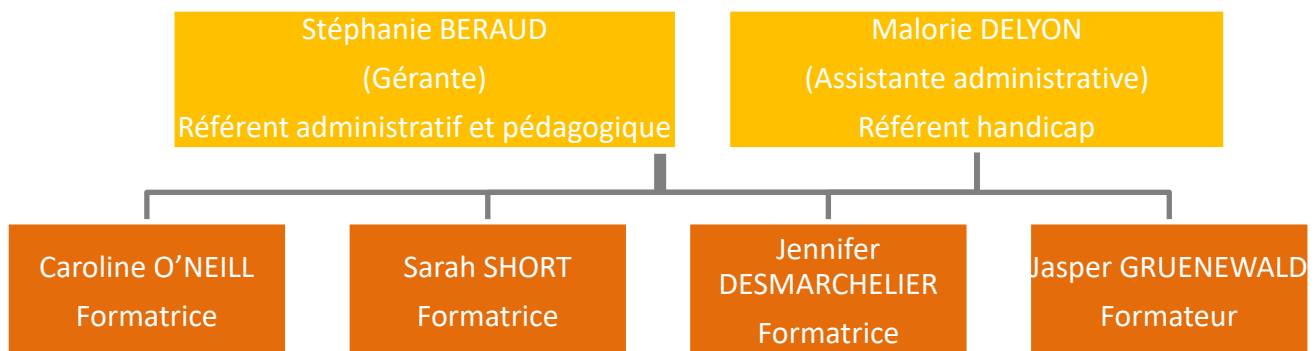 Stéphanie BERAUD
(Gérante)
Référent administratif et pédagogique
Malorie DELYON
(Assistante administrative)
Référent handicap
Caroline O’NEILL
Formatrice
Sarah SHORT
Formatrice
Jennifer
DESMARCHELIER
Formatrice
Jasper GRUENEWALD
Formateur